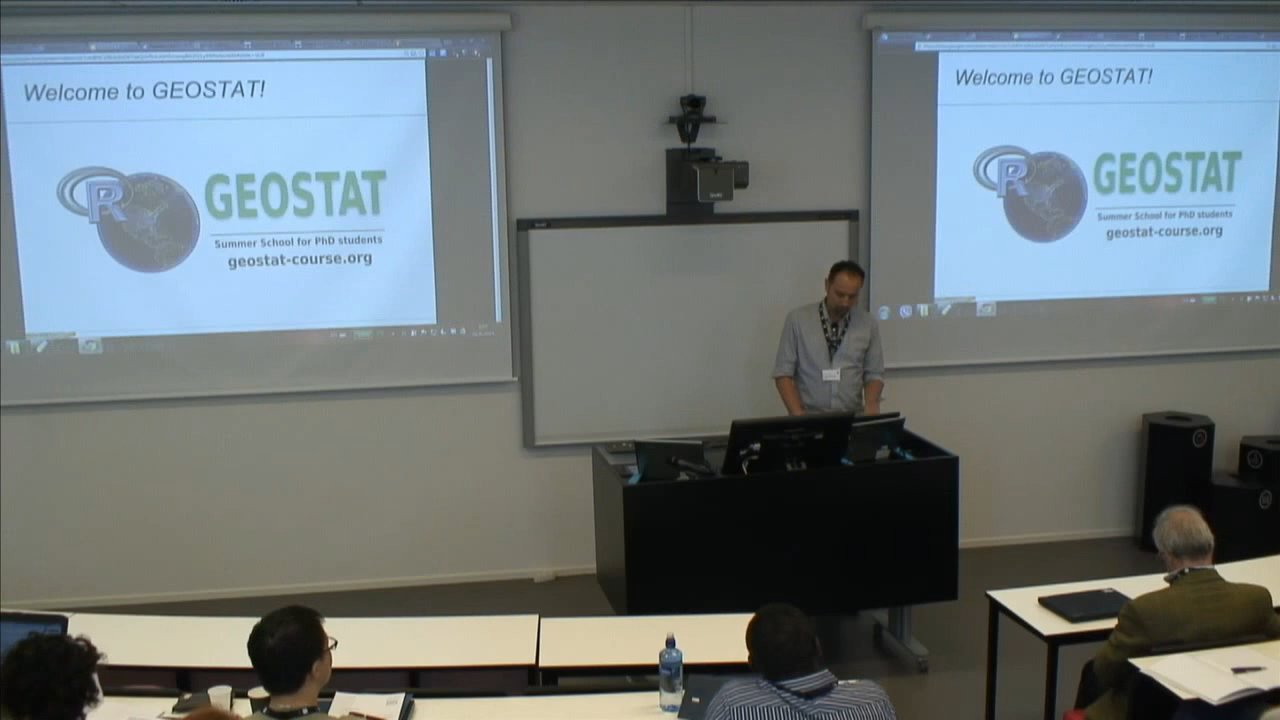 Welcome to GEOSTAT!
R GEOSTAT
Summer School for PhD students
geostat-course.org
Welcome to GEOSTAT!
R GEOSTAT
Summer School for PhD students
geostat-course.org